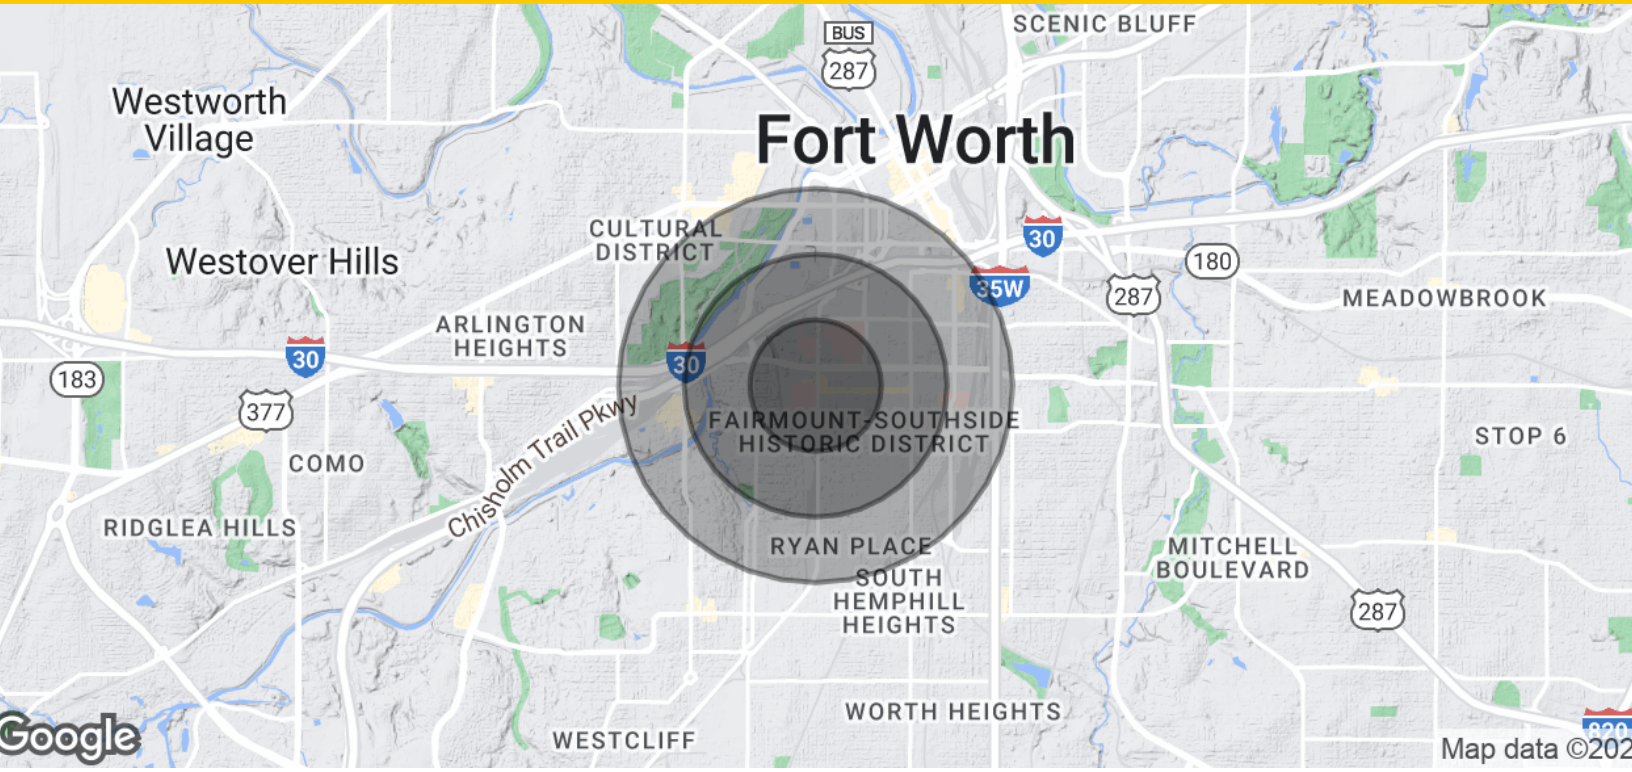 SCENIC BLUFF
BUS
287
Westworth
Village
Fort Worth
CULTURAL
DISTRICT
30
180
Westover Hills
35W
287
MEADOWBROOK
ARLINGTON
HEIGHTS
30
30
183
377
Chisholm Trail Pkwy
FAIRMOUNT-SOUTHSIDE
HISTORIC DISTRICT
STOP 6
COMO
RIDGLEA HILLS
RYAN PLACE
MITCHELL
BOULEVARD
SOUTH
HEMPHILL
HEIGHTS
287
WORTH HEIGHTS
820
Google
WESTCLIFF
Map data ©202